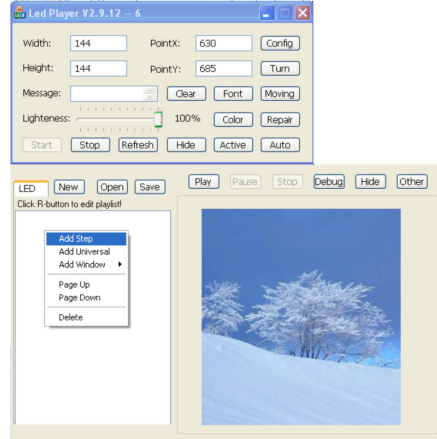 Led Player V2.9.12 -- 6
Width: 144 PointX: 630 Config
Height: 144 PointY: 685 Turn
Message: Clear Font Moving
Lighteness: 100% Color Repair
Start Stop Refresh Hide Active Auto
LED New Open Save Play Pause Stop Debug Hide Other
Click R-button to edit playlist!
Add Step
Add Universal
Add Window
Page Up
Page Down
Delete